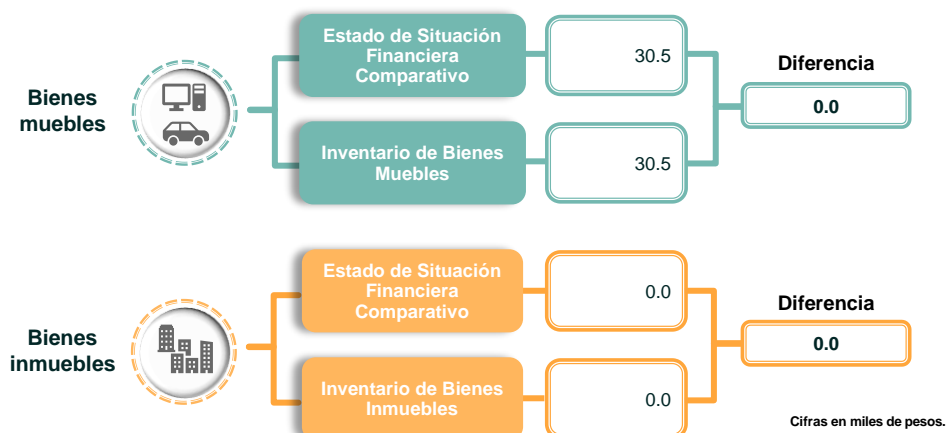 Bienes
muebles
Estado de Situación
Financiera
Comparativo
30.5
Inventario de Bienes
Muebles
30.5
Diferencia
0.0
Bienes
inmuebles
Estado de Situación
Financiera
Comparativo
0.0
Inventario de Bienes
Inmuebles
0.0
Diferencia
0.0
Cifras en miles de pesos.